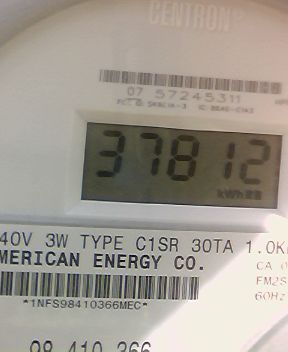 CENTRON®
07 57245311
37812
kWh
40V 3W TYPE C1SR 30TA 1.0K
MERICAN ENERGY CO.
CA 0
FM2S
60Hz
*1NFS98410366MEC*
98 410 366